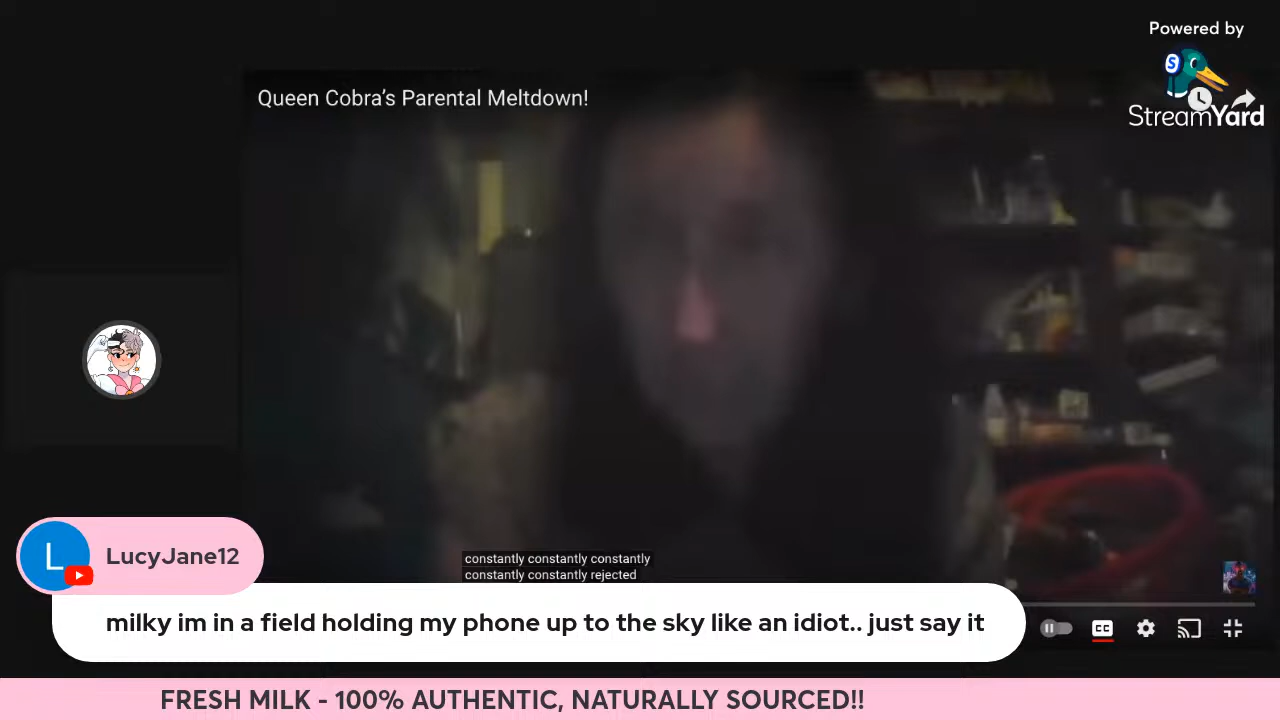 Powered by
S
StreamYard
Queen Cobra’s Parental Meltdown!
constantly constantly constantly
constantly constantly rejected
CC
L
LucyJane12
milky im in a field holding my phone up to the sky like an idiot.. just say it
FRESH MILK - 100% AUTHENTIC, NATURALLY SOURCED!!